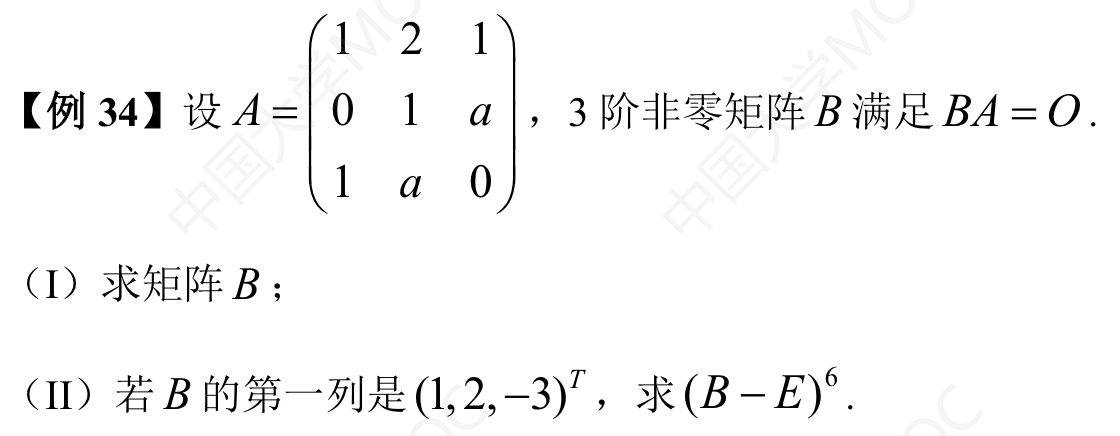 【例 34】设 A = \begin{pmatrix} 1 & 2 & 1 \\ 0 & 1 & a \\ 1 & a & 0 \end{pmatrix}，3 阶非零矩阵 B 满足 BA = O.
（I）求矩阵 B；
（II）若 B 的第一列是 (1,2,−3)^T，求 (B − E)^6.